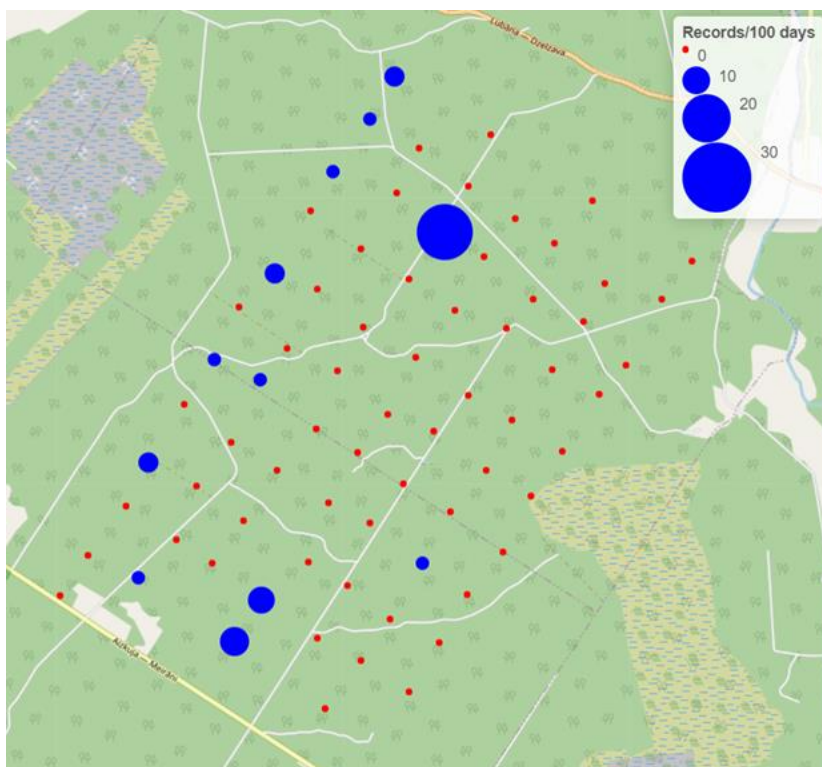 Lubāna — Dzelzava
Records/100 days
0
10
20
30
Aizkuja — Meirāni